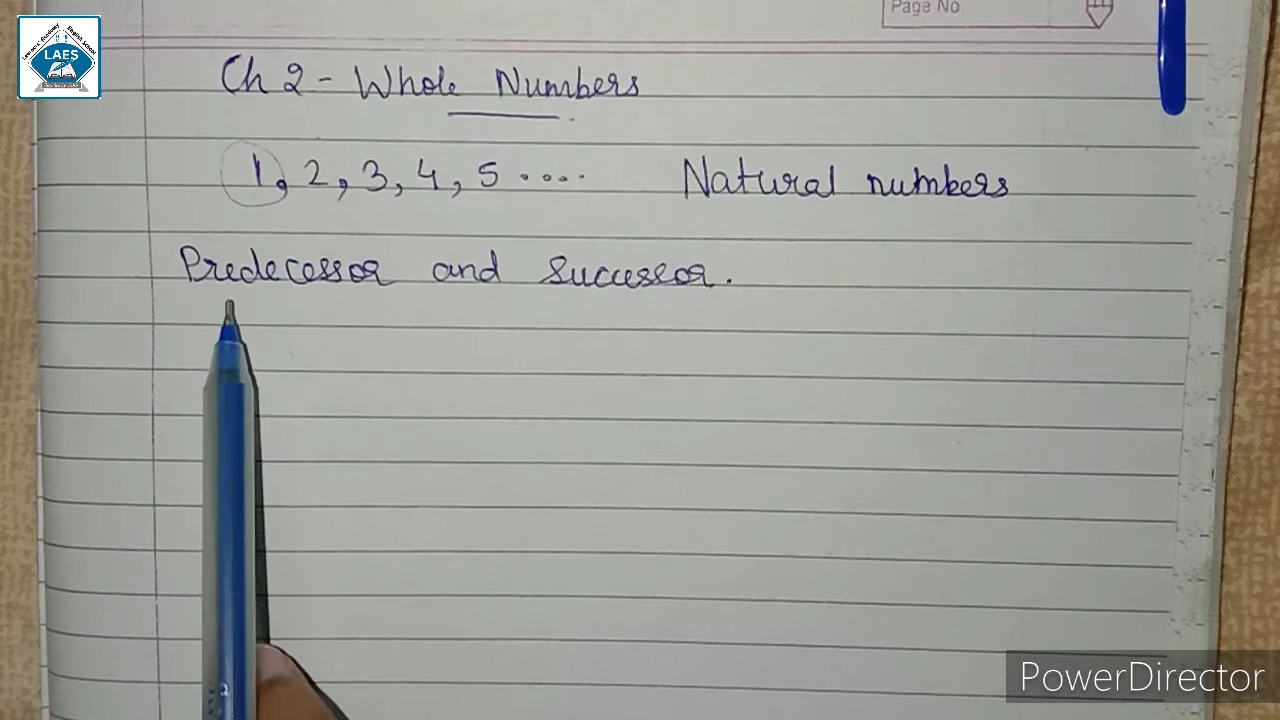 Page No
LAES
Ch 2 - Whole Numbers
1, 2, 3, 4, 5 .... Natural numbers
Predecessor and successor.
PowerDirector